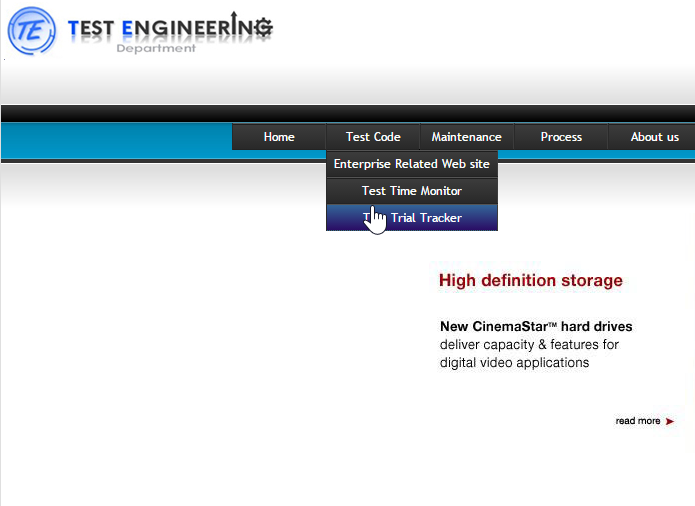 TE TEST ENGINEERING
Department
Home Test Code Maintenance Process About us
Enterprise Related Web site
Test Time Monitor
Trial Tracker
High definition storage
New CinemaStar™ hard drives
deliver capacity & features for
digital video applications
read more